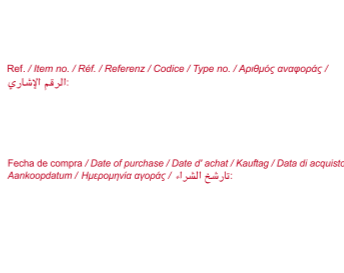 Ref. / Item no. / Réf. / Referenz / Codice / Type no. / Αριθμός αναφοράς /
الرقم الإشاري:
Fecha de compra / Date of purchase / Date d' achat / Kauftag / Data di acquisto
Aankoopdatum / Ημερομηνία αγοράς / تارشخ الشراء: